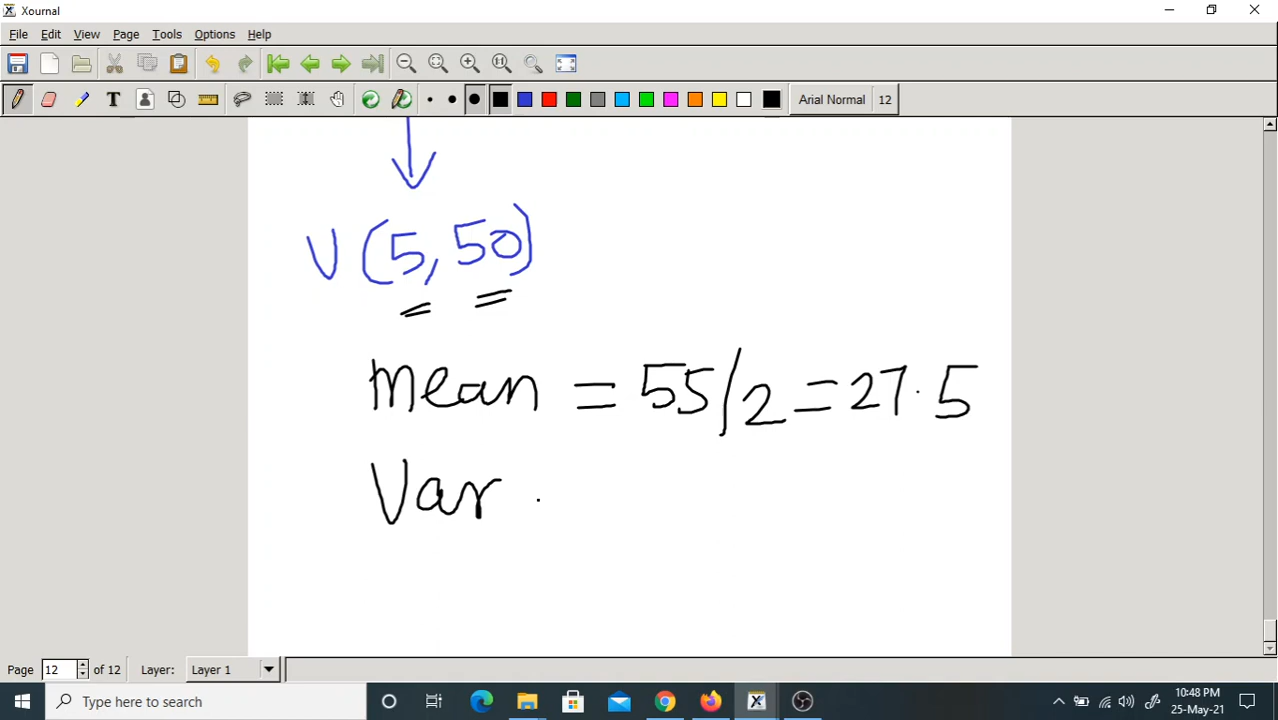 Xournal
File Edit View Page Tools Options Help
Arial Normal 12
U (5, 50)
mean = 55/2 = 27.5
Var
Page 12 of 12 Layer: Layer 1
Type here to search
10:48 PM
25-May-21